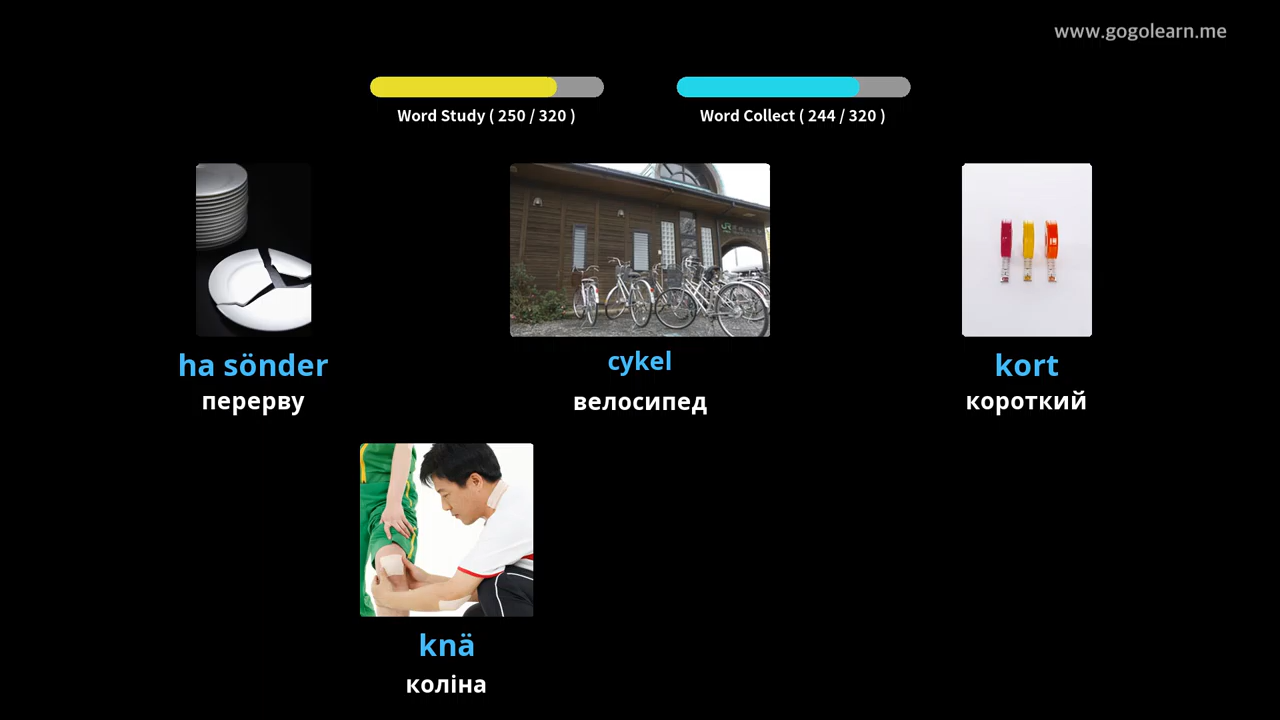 www.gogolearn.me
Word Study ( 250 / 320 )
Word Collect ( 244 / 320 )
ha sönder
перерву
cykel
велосипед
kort
короткий
knä
коліна